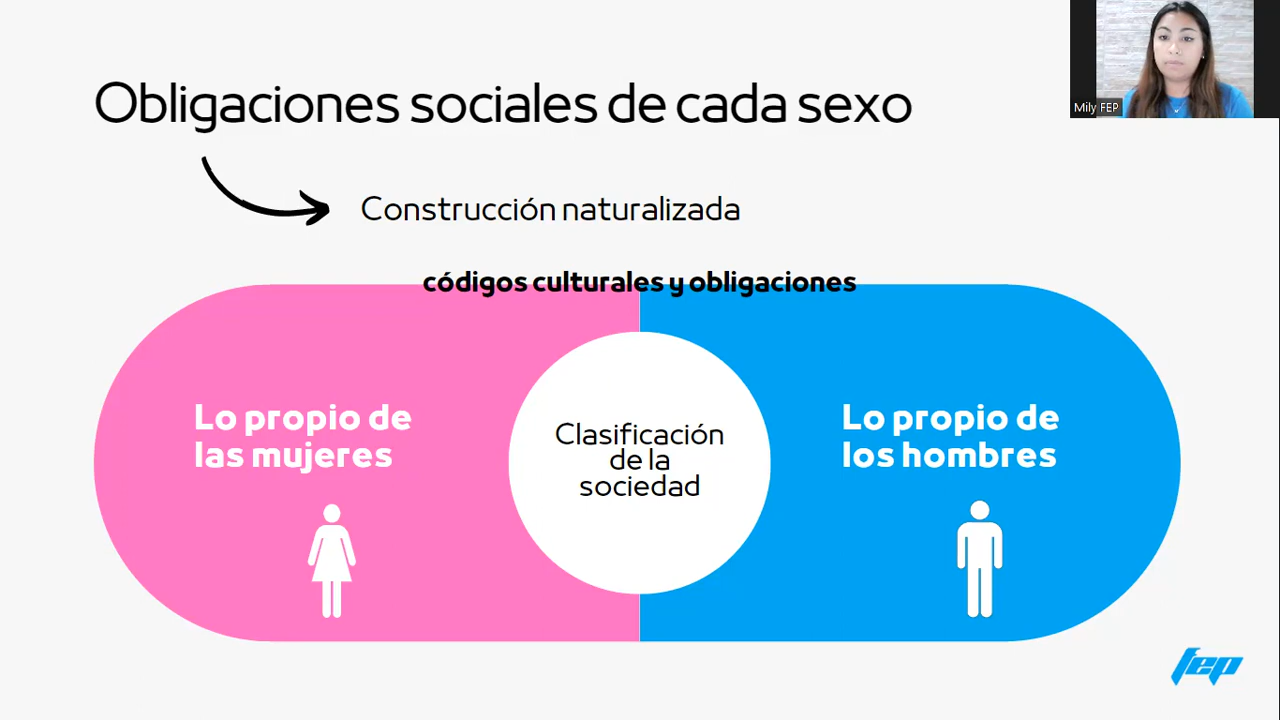 Obligaciones sociales de cada sexo
Mily FEP
Construcción naturalizada
códigos culturales y obligaciones
Lo propio de
las mujeres
Clasificación
de la
sociedad
Lo propio de
los hombres
fep